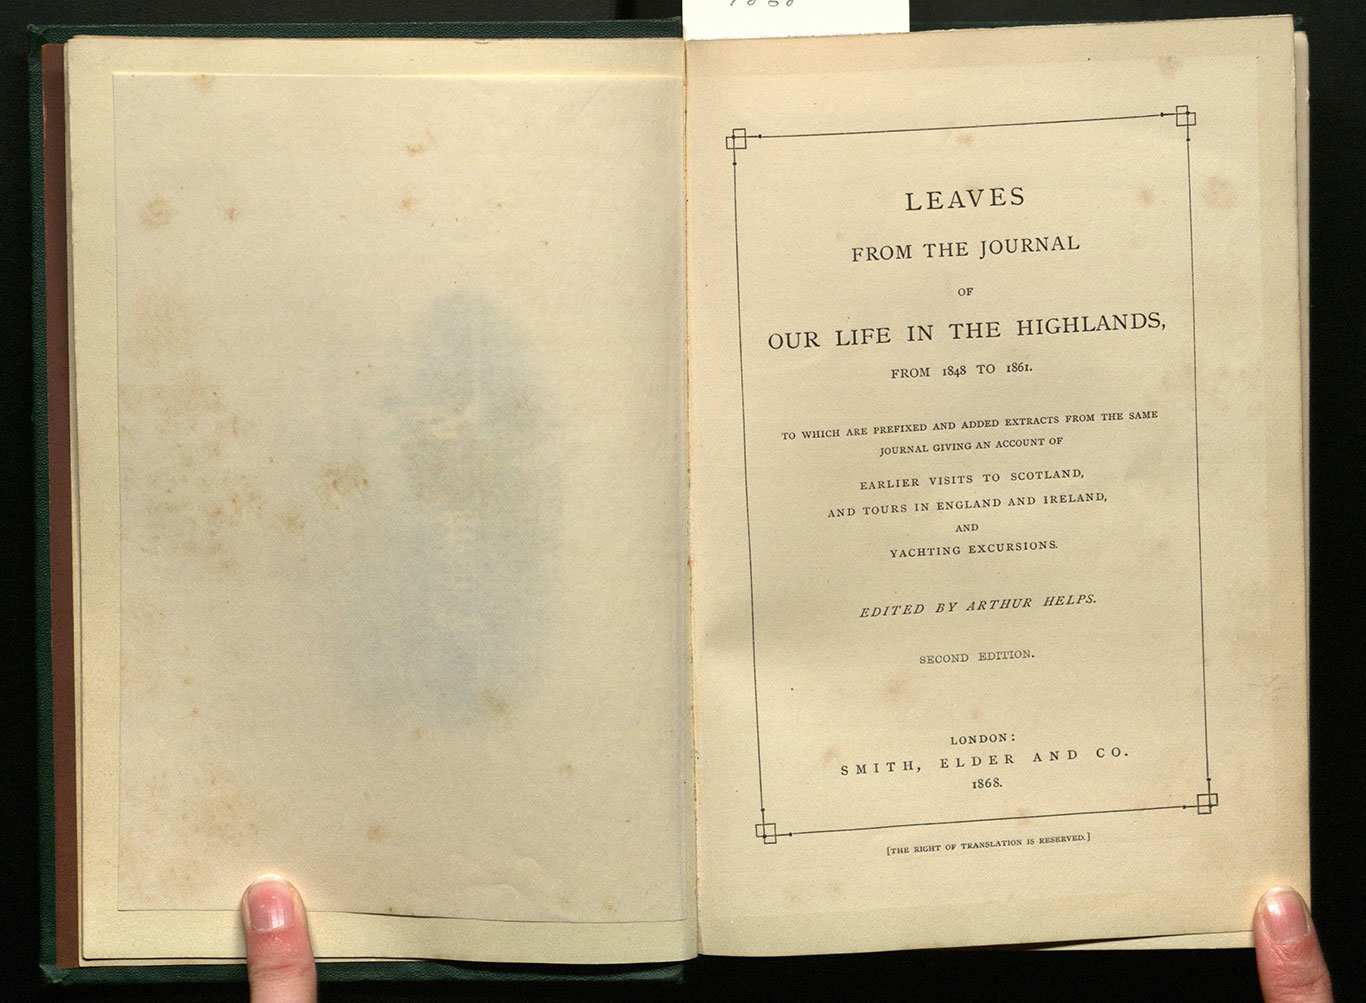 LEAVES
FROM THE JOURNAL
OF
OUR LIFE IN THE HIGHLANDS,
FROM 1848 TO 1861.
TO WHICH ARE PREFIXED AND ADDED EXTRACTS FROM THE SAME
JOURNAL GIVING AN ACCOUNT OF
EARLIER VISITS TO SCOTLAND,
AND TOURS IN ENGLAND AND IRELAND,
AND
YACHTING EXCURSIONS.
EDITED BY ARTHUR HELPS.
SECOND EDITION.
LONDON:
SMITH, ELDER AND CO.
1868.
[THE RIGHT OF TRANSLATION IS RESERVED.]